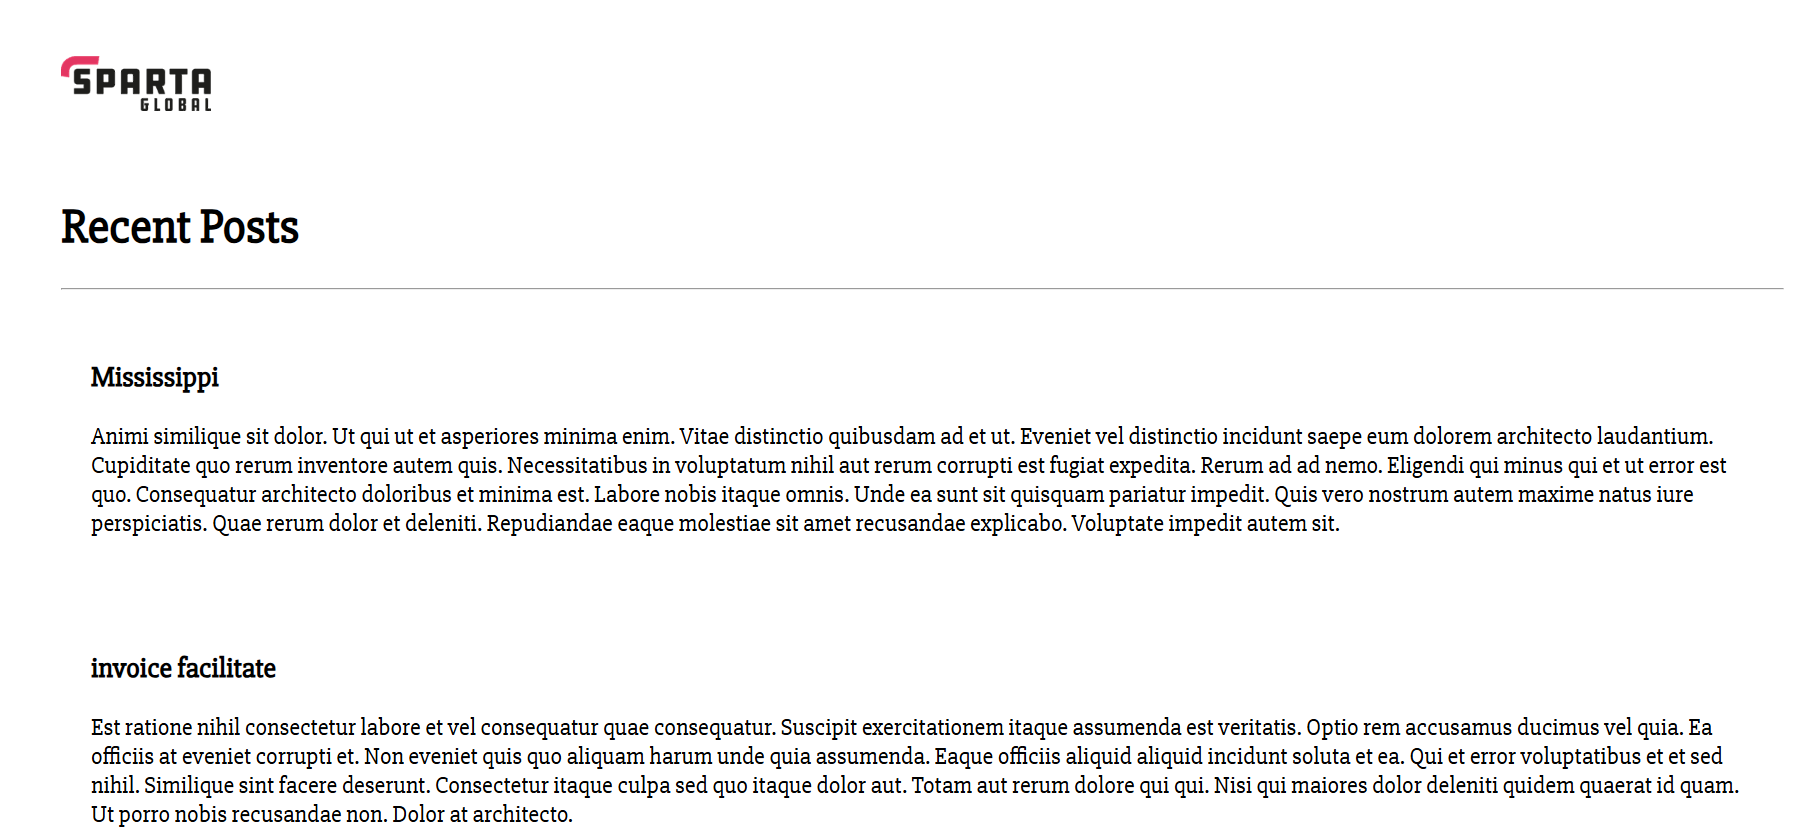 SPARTA
GLOBAL
Recent Posts
Mississippi
Animi similique sit dolor. Ut qui ut et asperiores minima enim. Vitae distinctio quibusdam ad et ut. Eveniet vel distinctio incidunt saepe eum dolorem architecto laudantium.
Cupiditate quo rerum inventore autem quis. Necessitatibus in voluptatum nihil aut rerum corrupti est fugiat expedita. Rerum ad ad nemo. Eligendi qui minus qui et ut error est
quo. Consequatur architecto doloribus et minima est. Labore nobis itaque omnis. Unde ea sunt sit quisquam pariatur impedit. Quis vero nostrum autem maxime natus iure
perspiciatis. Quae rerum dolor et deleniti. Repudiandae eaque molestiae sit amet recusandae explicabo. Voluptate impedit autem sit.
invoice facilitate
Est ratione nihil consectetur labore et vel consequatur quae consequatur. Suscipit exercitationem itaque assumenda est veritatis. Optio rem accusamus ducimus vel quia. Ea
officiis at eveniet corrupti et. Non eveniet quis quo aliquam harum unde quia assumenda. Eaque officiis aliquid aliquid incidunt soluta et ea. Qui et error voluptatibus et et sed
nihil. Similique sint facere deserunt. Consectetur itaque culpa sed quo itaque dolor aut. Totam aut rerum dolore qui qui. Nisi qui maiores dolor deleniti quidem quaerat id quam.
Ut porro nobis recusandae non. Dolor at architecto.